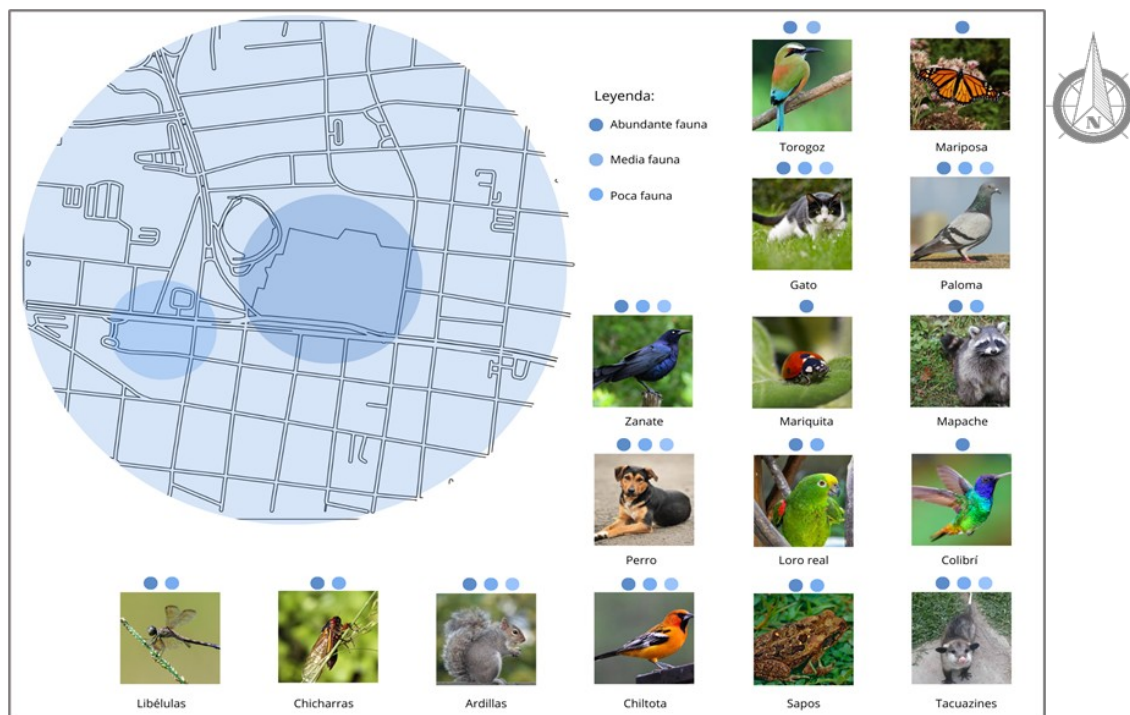 Leyenda:
Abundante fauna
Media fauna
Poca fauna
Torogoz
Mariposa
N
Gato
Paloma
Zanate
Mariquita
Mapache
Perro
Loro real
Colibrí
Libélulas
Chicharras
Ardillas
Chiltota
Sapos
Tacuazines